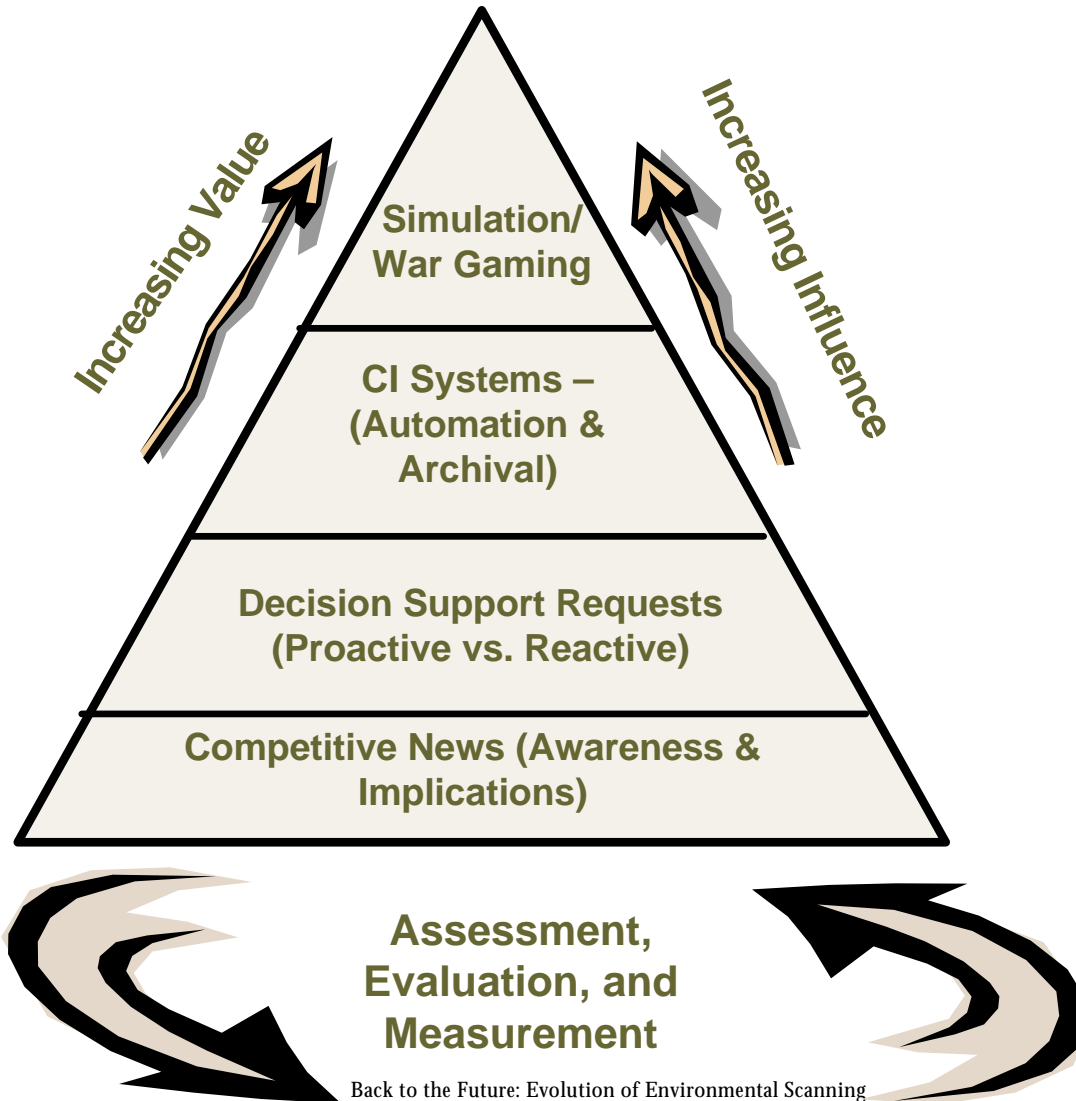 Increasing Value
Increasing Influence
Simulation/
War Gaming
CI Systems –
(Automation &
Archival)
Decision Support Requests
(Proactive vs. Reactive)
Competitive News (Awareness &
Implications)
Assessment,
Evaluation, and
Measurement
Back to the Future: Evolution of Environmental Scanning